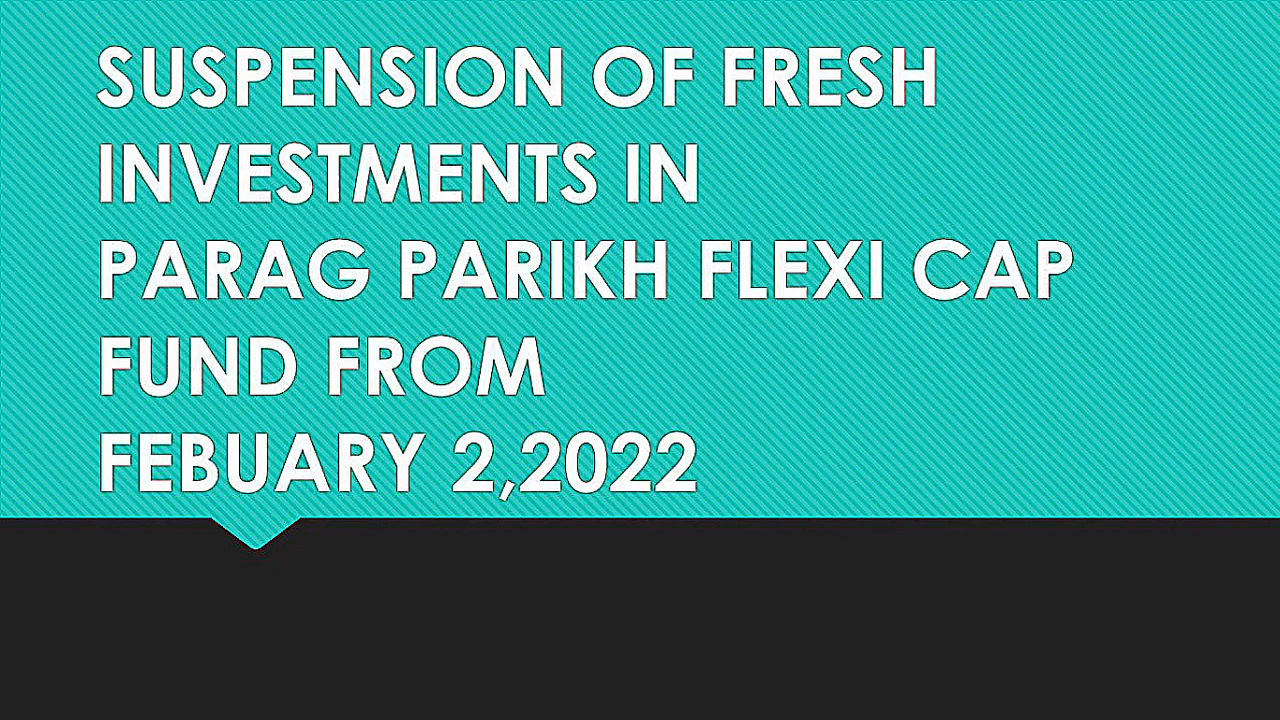 SUSPENSION OF FRESH
INVESTMENTS IN
PARAG PARIKH FLEXI CAP
FUND FROM
FEBUARY 2,2022